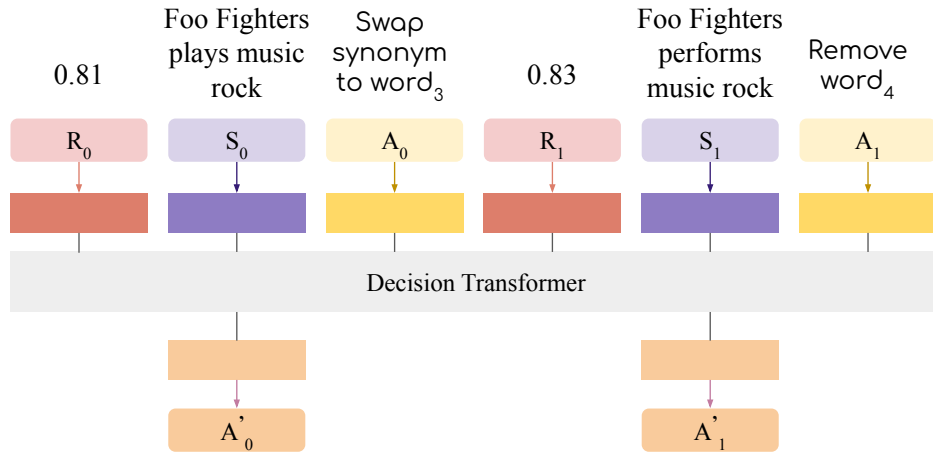 0.81
Foo Fighters
plays music
rock
Swap
synonym
to word₃
0.83
Foo Fighters
performs
music rock
Remove
word₄
R₀
S₀
A₀
R₁
S₁
A₁
Decision Transformer
A'₀
A'₁